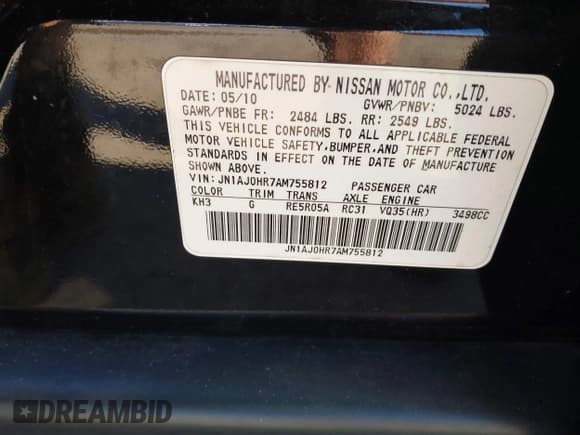 MANUFACTURED BY NISSAN MOTOR CO.,LTD.
DATE: 05/10 GVWR/PNBV: 5024 LBS.
GAWR/PNBE FR: 2484 LBS. RR: 2549 LBS.
THIS VEHICLE CONFORMS TO ALL APPLICABLE FEDERAL
MOTOR VEHICLE SAFETY,BUMPER,AND THEFT PREVENTION
STANDARDS IN EFFECT ON THE DATE OF MANUFACTURE
SHOWN ABOVE.
VIN: JN1AJ0HR7AM755812 PASSENGER CAR
COLOR TRIM TRANS AXLE ENGINE
KH3 G RE5R05A RC31 VQ35(HR) 3498CC
JN1AJ0HR7AM755812
DREAMBID